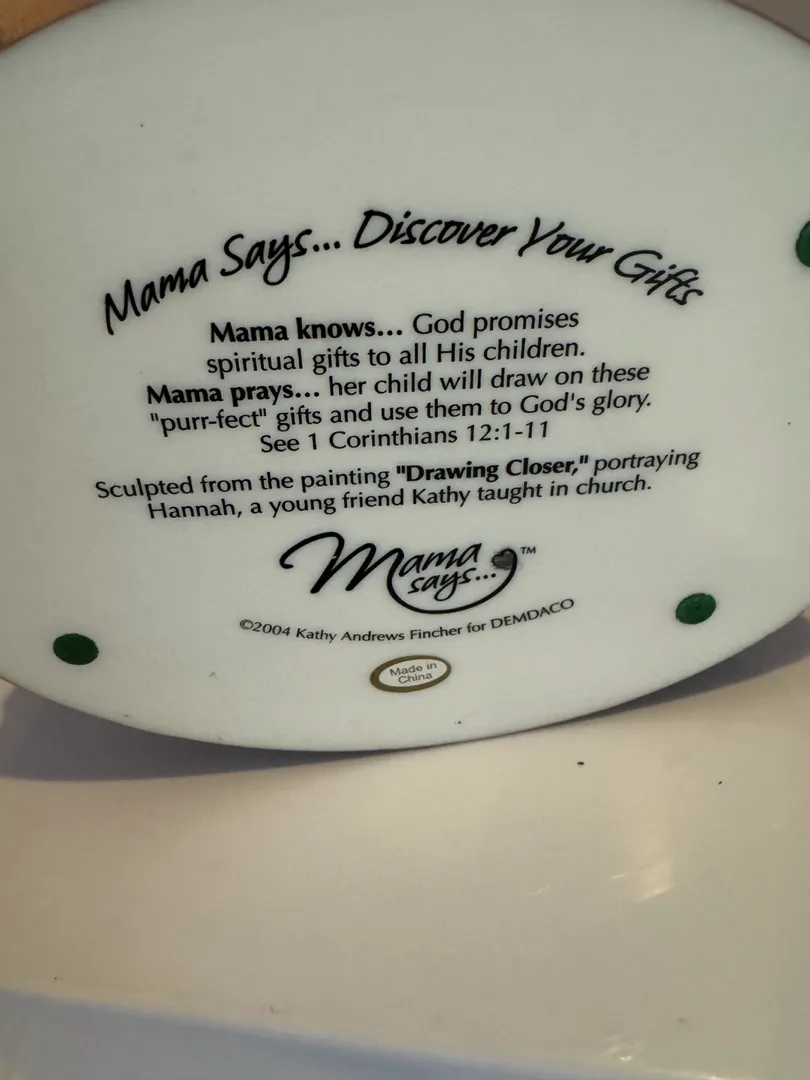 Mama Says... Discover Your Gifts
Mama knows... God promises
spiritual gifts to all His children.
Mama prays... her child will draw on these
"purr-fect" gifts and use them to God's glory.
See 1 Corinthians 12:1-11
Sculpted from the painting "Drawing Closer," portraying
Hannah, a young friend Kathy taught in church.
Mama
says...™
©2004 Kathy Andrews Fincher for DEMDACO
Made in
China